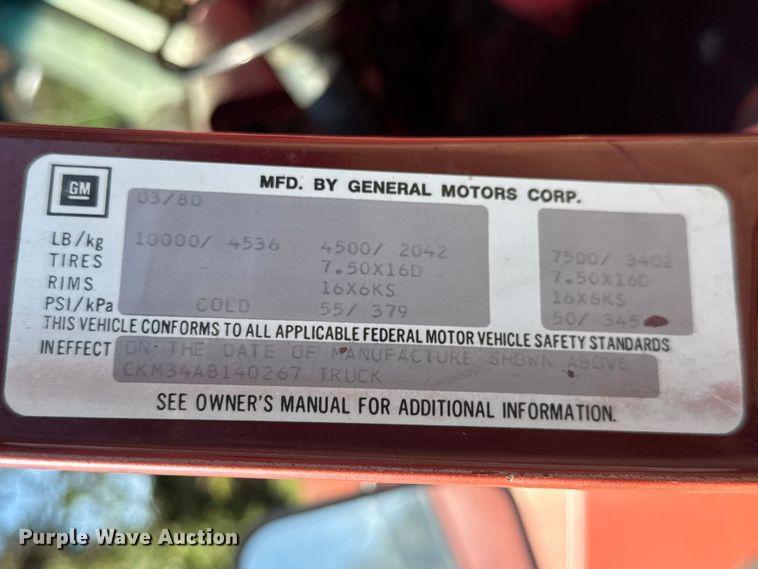 GM
MFD. BY GENERAL MOTORS CORP.
03/80
LB/kg 10000/ 4536 4500/ 2042 7500/ 3402
TIRES 7.50X16D 7.50X16D
RIMS 16X6KS 16X6KS
PSI/kPa COLD 55/ 379 50/ 345
THIS VEHICLE CONFORMS TO ALL APPLICABLE FEDERAL MOTOR VEHICLE SAFETY STANDARDS
IN EFFECT ON THE DATE OF MANUFACTURE SHOWN ABOVE
CKM34AB140267 TRUCK
SEE OWNER'S MANUAL FOR ADDITIONAL INFORMATION.
Purple Wave Auction